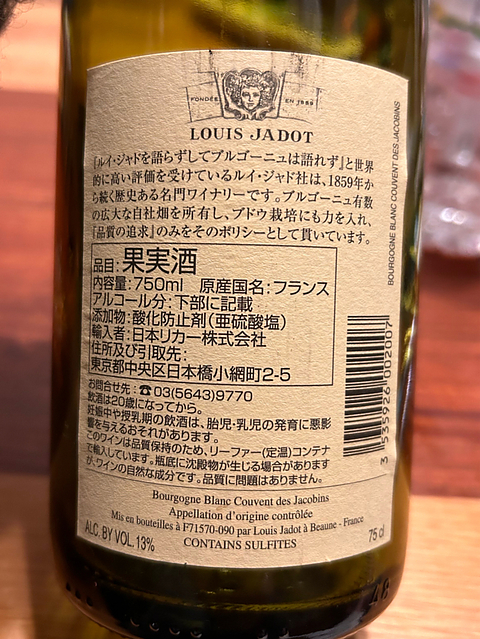 FONDÉE EN 1859
LOUIS JADOT
『ルイ・ジャドを語らずしてブルゴーニュは語れず』と世界
的に高い評価を受けているルイ・ジャド社は、1859年か
ら続く歴史ある名門ワイナリーです。ブルゴーニュ有数
の広大な自社畑を所有し、ブドウ栽培にも力を入れ、
『品質の追求』のみをそのポリシーとして貫いています。
品目:果実酒
内容量:750ml 原産国名:フランス
アルコール分:下部に記載
添加物:酸化防止剤(亜硫酸塩)
輸入者:日本リカー株式会社
住所及び引取先:
東京都中央区日本橋小網町2-5
お問合せ先:☎03(5643)9770
飲酒は20歳になってから。
妊娠中や授乳期の飲酒は、胎児・乳児の発育に悪影
響を与えるおそれがあります。
このワインは品質保持のため、リーファー(定温)コンテナ
で輸入しています。瓶底に沈殿物が生じる場合があります
が、ワインの自然な成分です。品質に問題はありません。
Bourgogne Blanc Couvent des Jacobins
Appellation d'origine contrôlée
Mis en bouteilles à F71570-090 par Louis Jadot à Beaune - France
ALC. BY VOL. 13%
CONTAINS SULFITES
75 cl
BOURGOGNE BLANC COUVENT DES JACOBINS
3 535926 002007